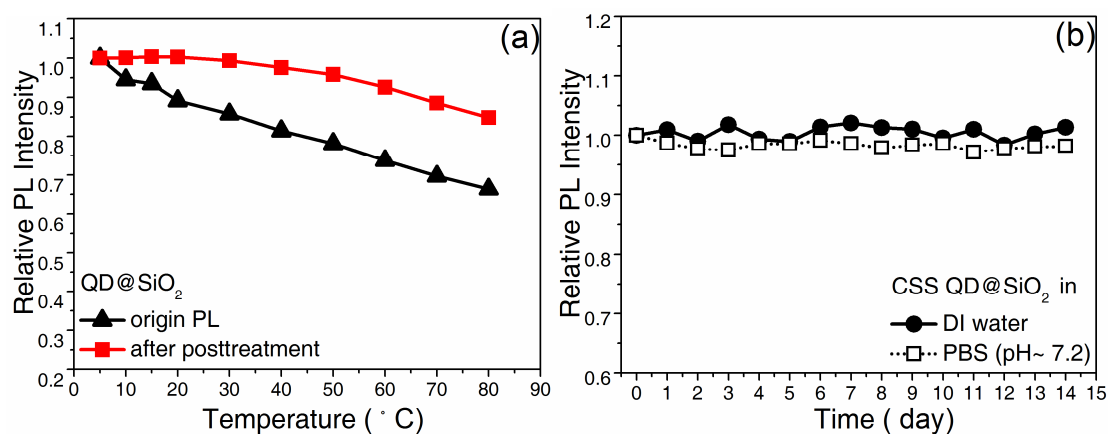 (a)
Relative PL Intensity
1.1
1.0
0.9
0.8
0.7
0.6
0.5
0.4
0.3
0.2
QD@SiO2
origin PL
after posttreatment
0 10 20 30 40 50 60 70 80 90
Temperature ( ° C)
(b)
Relative PL Intensity
1.2
1.1
1.0
0.9
0.8
0.7
0.6
CSS QD@SiO2 in
DI water
PBS (pH~ 7.2)
0 1 2 3 4 5 6 7 8 9 10 11 12 13 14 15
Time ( day)